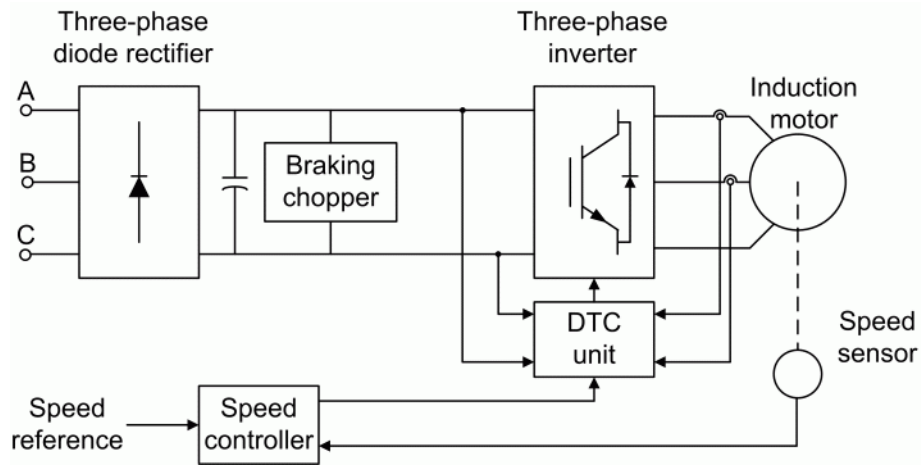 Three-phase
diode rectifier
Three-phase
inverter
Induction
motor
A
B
C
Braking
chopper
DTC
unit
Speed
sensor
Speed
reference
Speed
controller